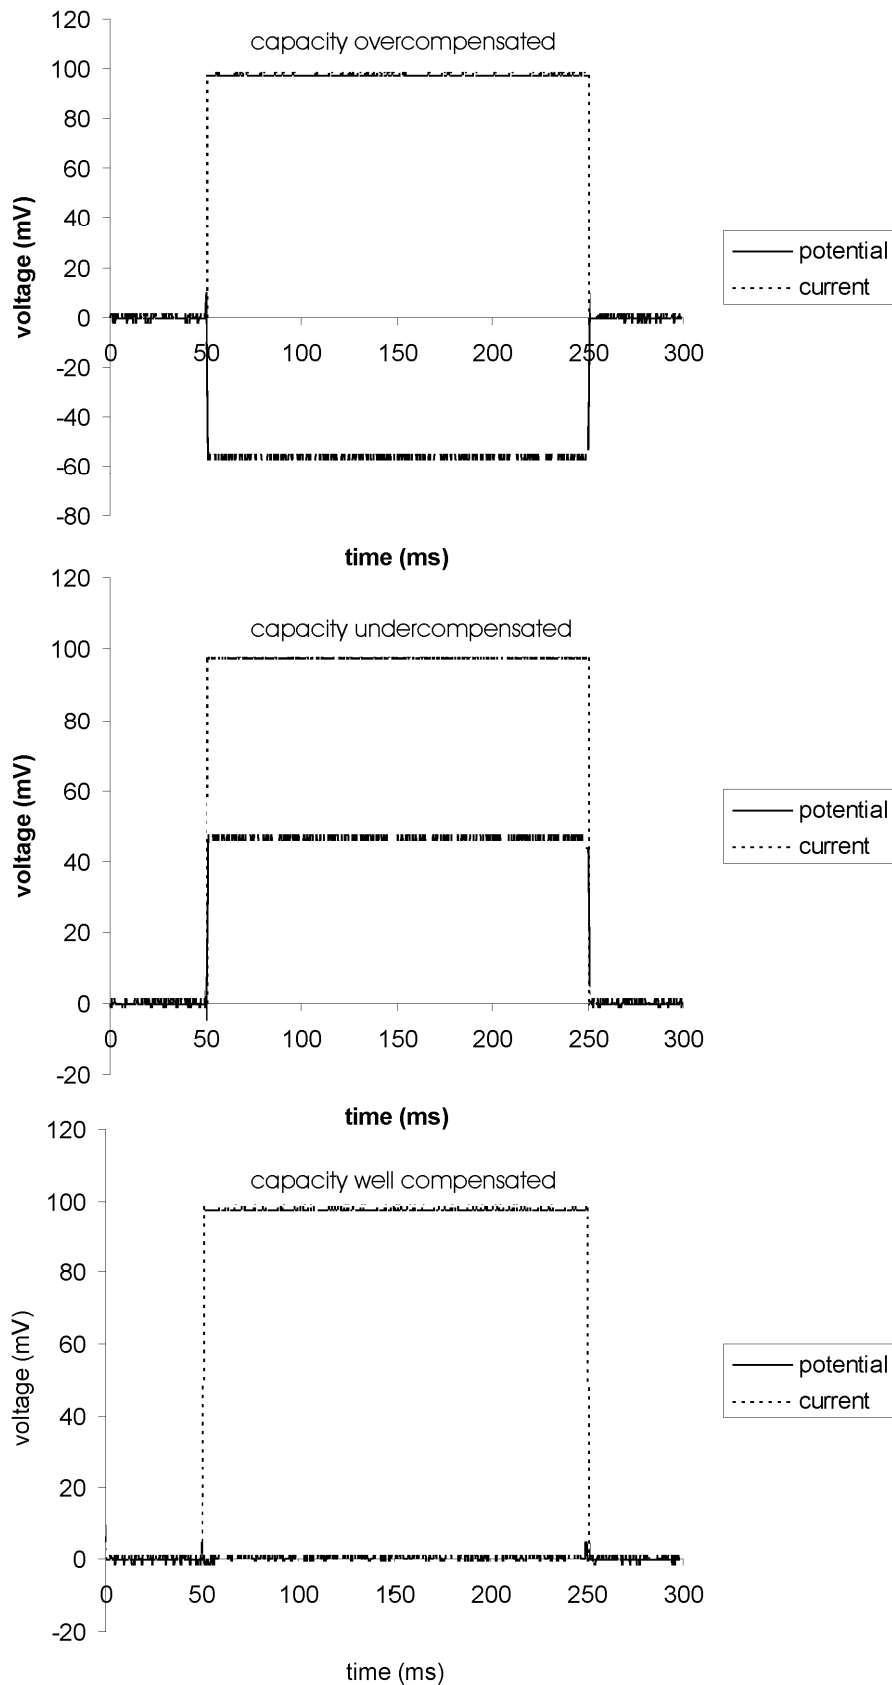 120
capacity overcompensated
100
80
60
40
20
0
-20
-40
-60
-80
voltage (mV)
0 50 100 150 200 250 300
time (ms)
potential
current
120
capacity undercompensated
100
80
60
40
20
0
-20
voltage (mV)
0 50 100 150 200 250 300
time (ms)
potential
current
120
capacity well compensated
100
80
60
40
20
0
-20
voltage (mV)
0 50 100 150 200 250 300
time (ms)
potential
current